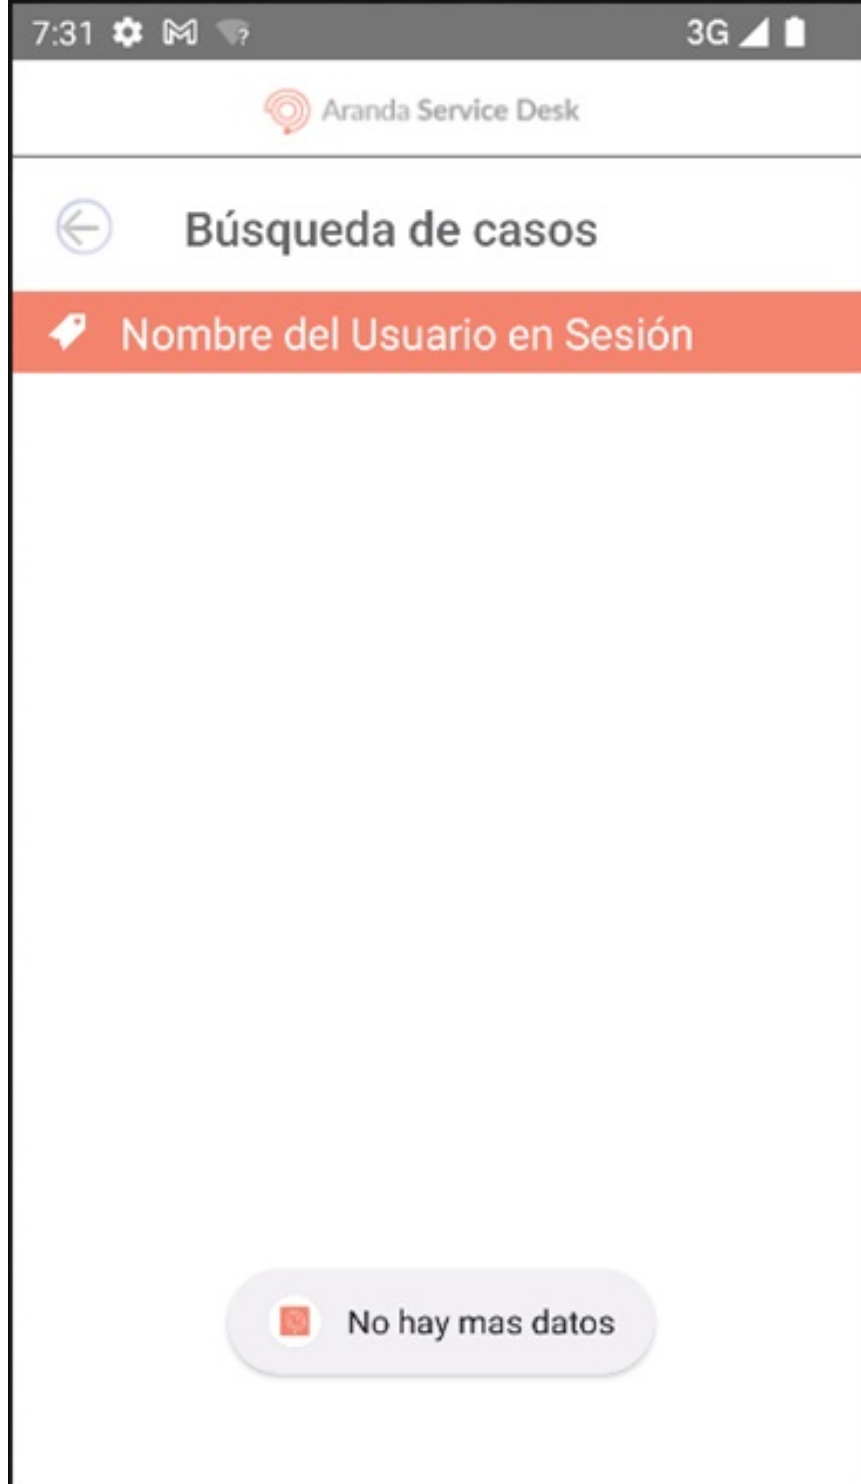 7:31 3G
Aranda Service Desk
Búsqueda de casos
Nombre del Usuario en Sesión
No hay mas datos